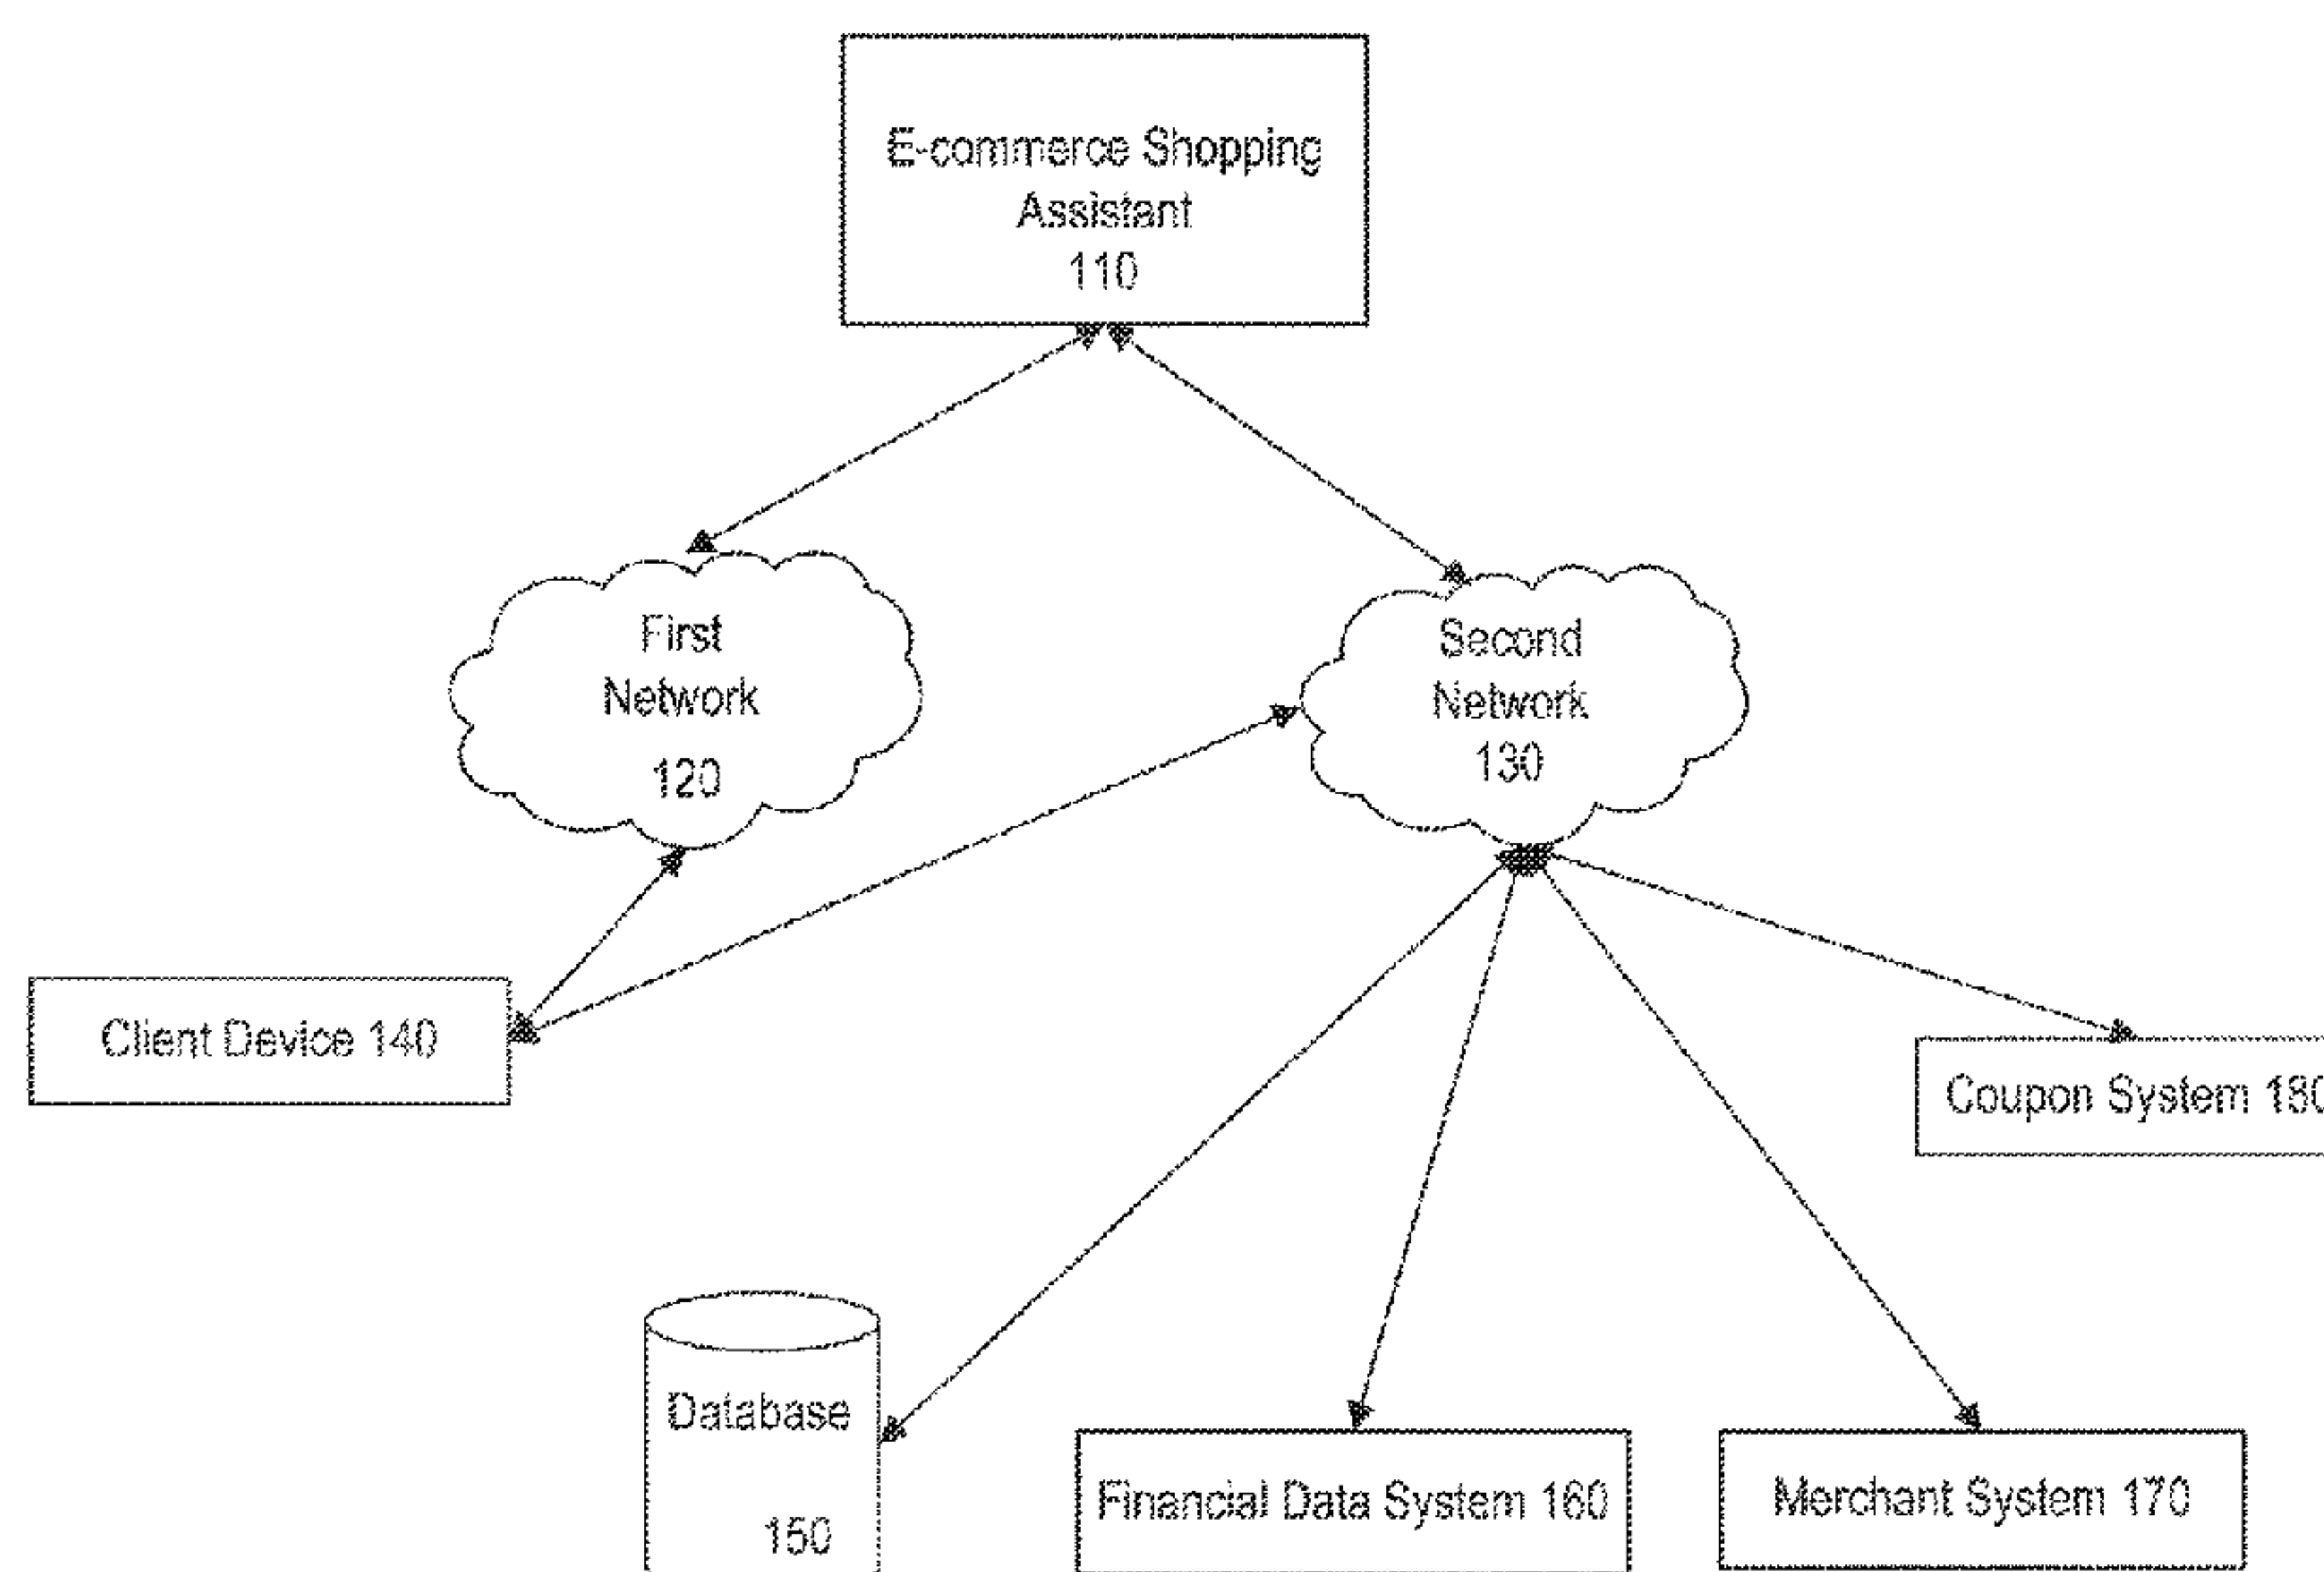 E-commerce Shopping
Assistant
110
First
Network
120
Second
Network
130
Client Device 140
Coupon System 180
Database
150
Financial Data System 160
Merchant System 170